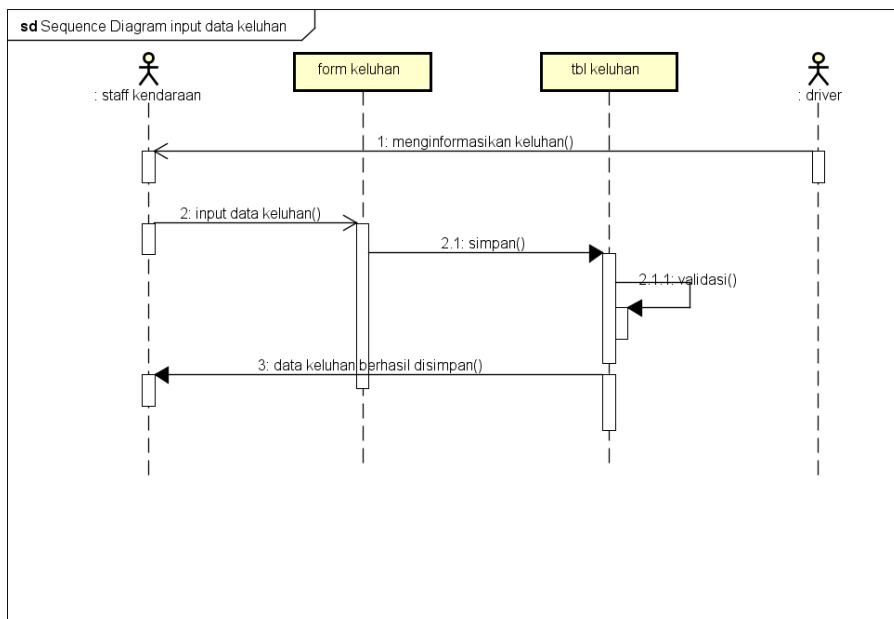 sd Sequence Diagram input data keluhan
: staff kendaraan
form keluhan
tbl keluhan
: driver
1: menginformasikan keluhan()
2: input data keluhan()
2.1: simpan()
2.1.1: validasi()
3: data keluhan berhasil disimpan()